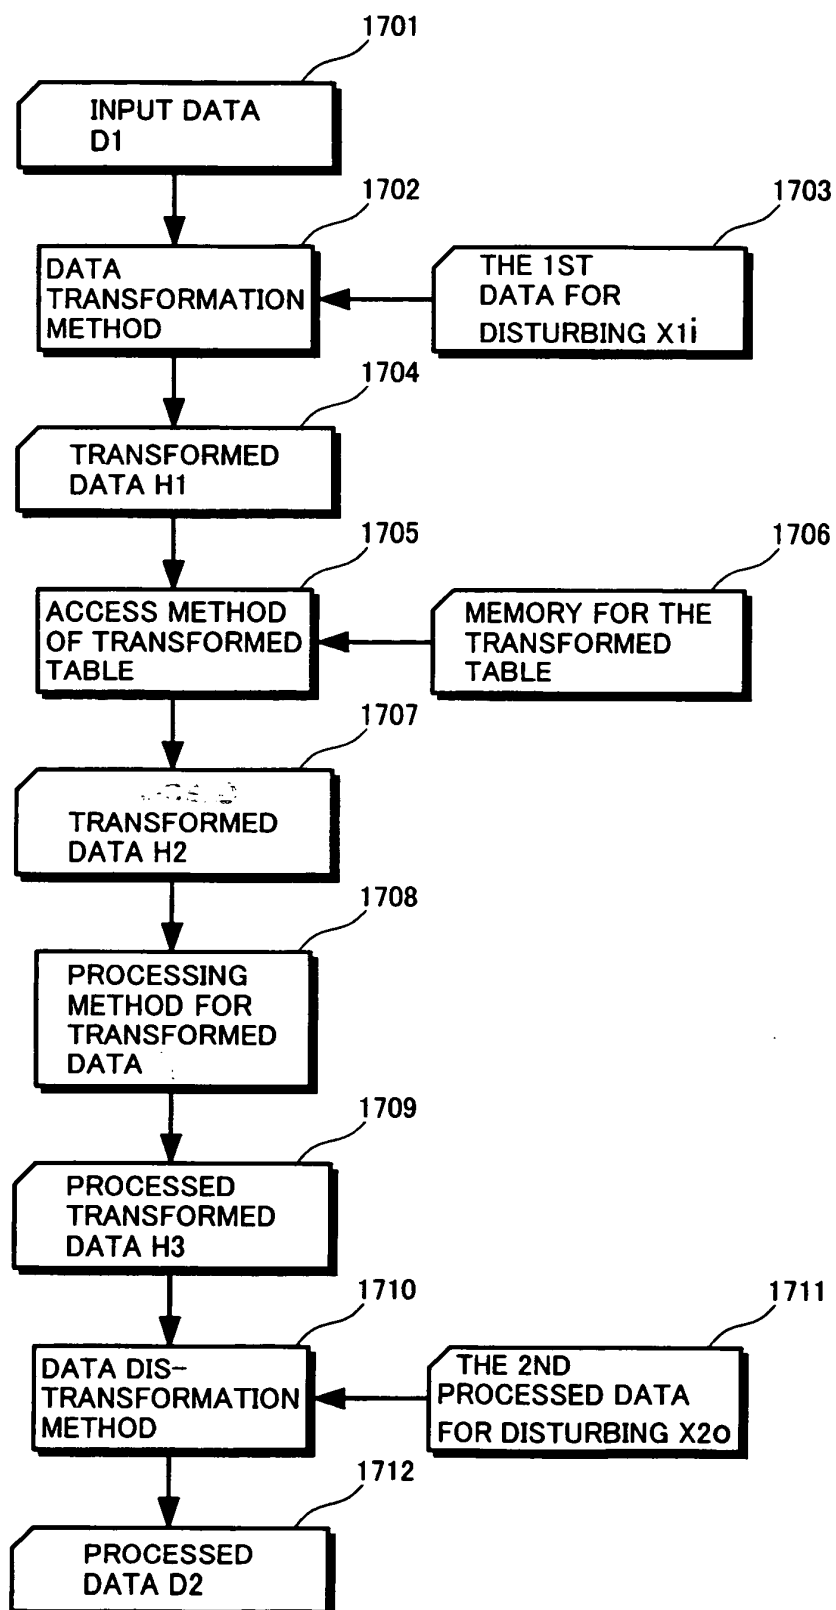 1701
INPUT DATA
D1
1702
DATA
TRANSFORMATION
METHOD
1703
THE 1ST
DATA FOR
DISTURBING X1i
1704
TRANSFORMED
DATA H1
1705
ACCESS METHOD
OF TRANSFORMED
TABLE
1706
MEMORY FOR THE
TRANSFORMED
TABLE
1707
TRANSFORMED
DATA H2
1708
PROCESSING
METHOD FOR
TRANSFORMED
DATA
1709
PROCESSED
TRANSFORMED
DATA H3
1710
DATA DIS-
TRANSFORMATION
METHOD
1711
THE 2ND
PROCESSED DATA
FOR DISTURBING X2o
1712
PROCESSED
DATA D2